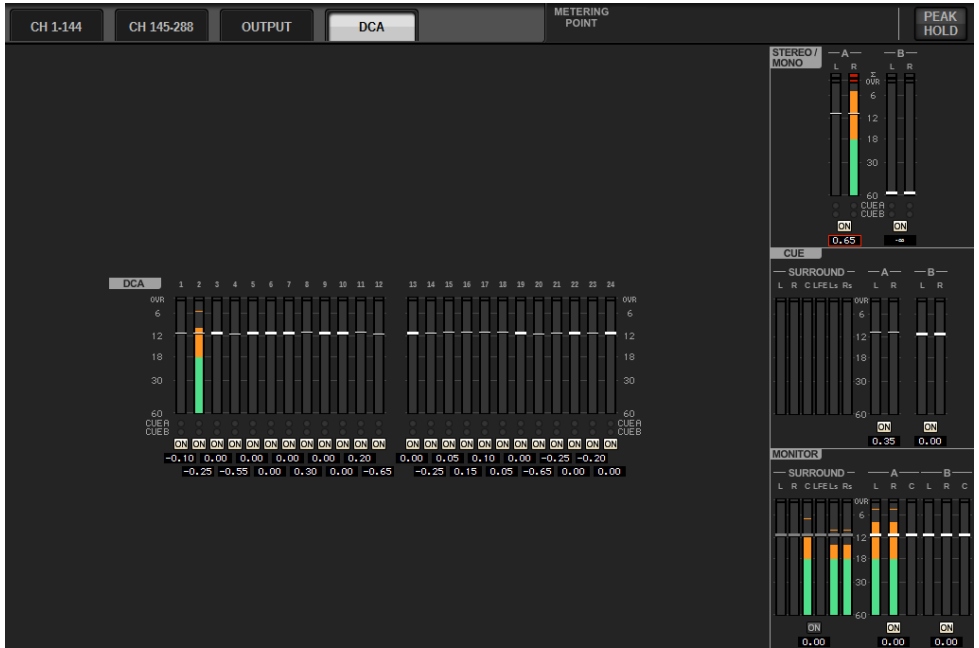 CH 1-144 CH 145-288 OUTPUT DCA METERING POINT PEAK HOLD
STEREO / MONO A B
L R L R
Σ
OVR
6
12
18
30
60
CUE A
CUE B
ON ON
0.65 -∞
CUE
SURROUND A B
L R C LFE Ls Rs L R L R
OVR
6
12
18
30
60
ON ON
0.35 0.00
MONITOR
SURROUND A B
L R C LFE Ls Rs L R C L R C
OVR
6
12
18
30
60
ON ON ON
0.00 0.00 0.00
DCA 1 2 3 4 5 6 7 8 9 10 11 12 13 14 15 16 17 18 19 20 21 22 23 24
OVR OVR
6 6
12 12
18 18
30 30
60 60
CUE A CUE A
CUE B CUE B
ON ON ON ON ON ON ON ON ON ON ON ON ON ON ON ON ON ON ON ON ON ON ON ON
-0.10 0.00 0.00 0.00 0.00 0.20 0.00 0.05 0.10 0.00 -0.25 -0.20
-0.25 -0.55 0.00 0.30 0.00 -0.65 -0.25 0.15 0.05 -0.65 0.00 0.00